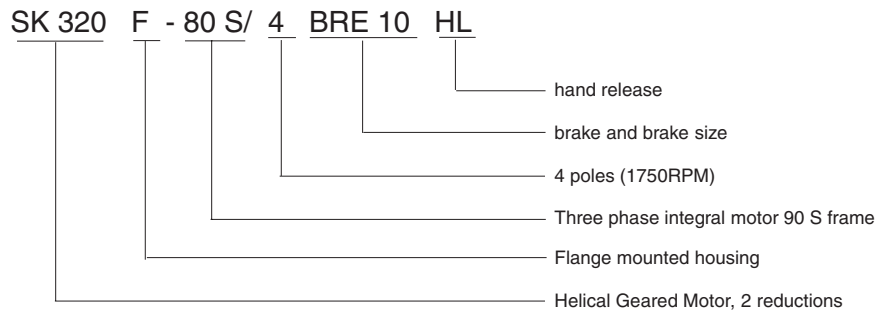 SK 320 F - 80 S/ 4 BRE 10 HL
hand release
brake and brake size
4 poles (1750RPM)
Three phase integral motor 90 S frame
Flange mounted housing
Helical Geared Motor, 2 reductions